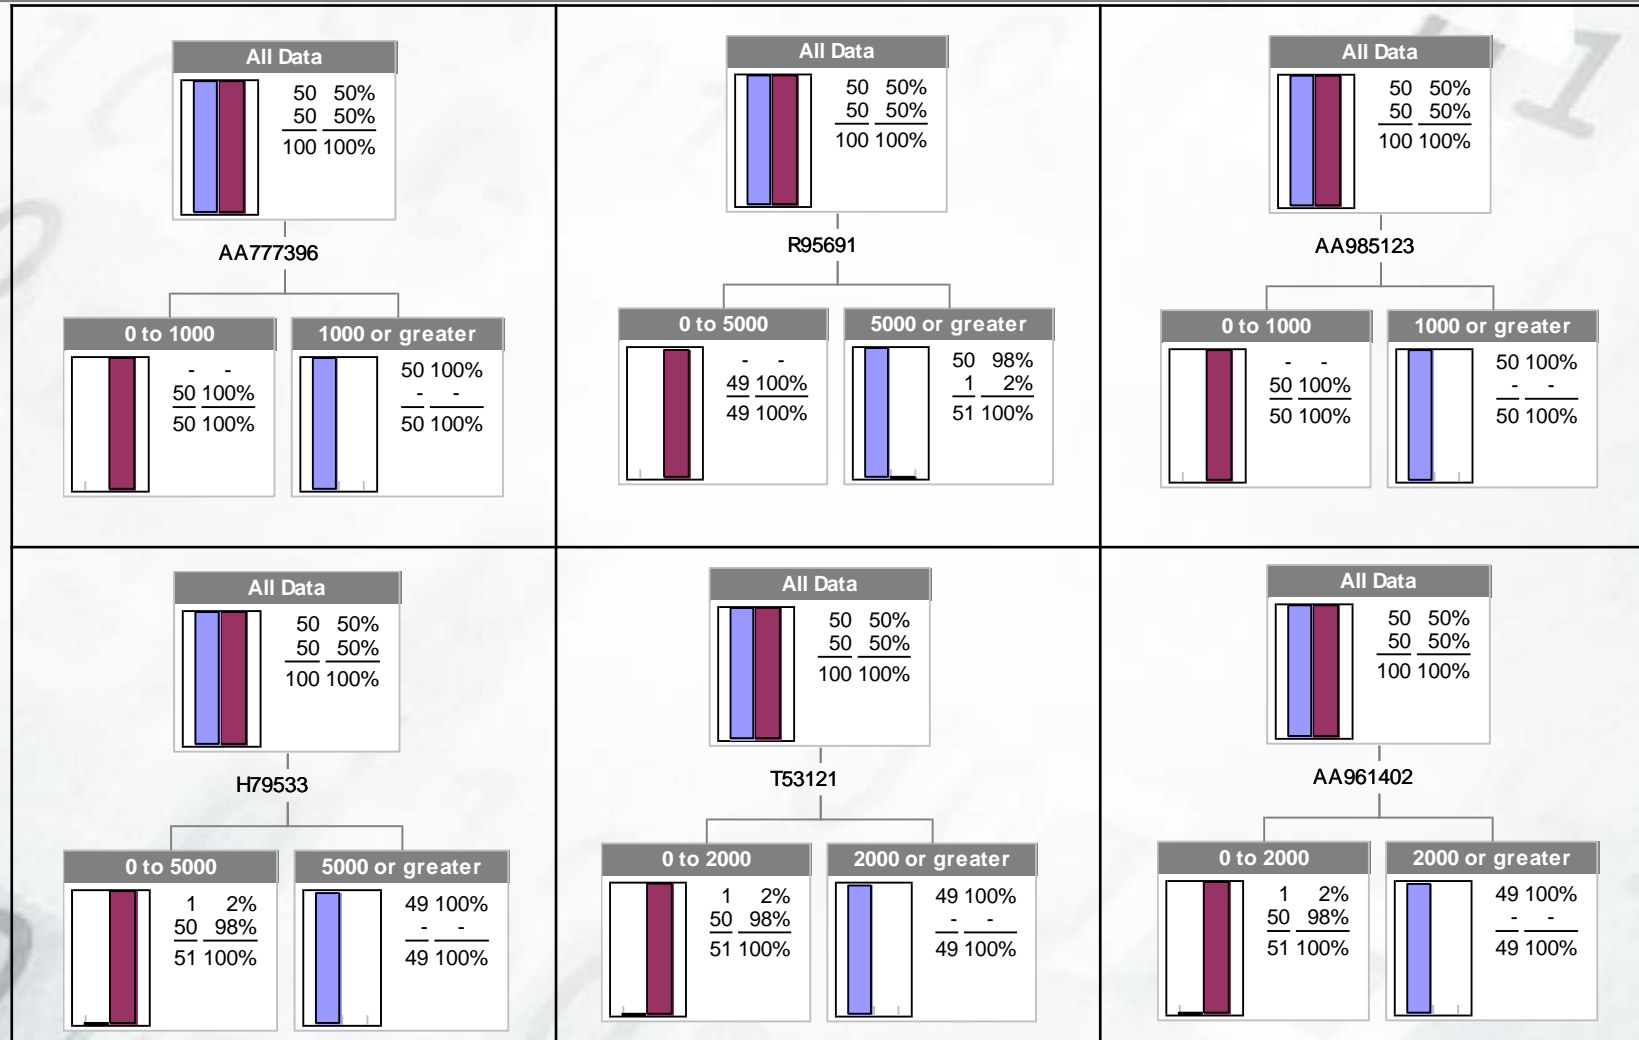 All Data
50 50%
50 50%
100 100%
AA777396
0 to 1000
- -
50 100%
50 100%
1000 or greater
50 100%
- -
50 100%
All Data
50 50%
50 50%
100 100%
R95691
0 to 5000
- -
49 100%
49 100%
5000 or greater
50 98%
1 2%
51 100%
All Data
50 50%
50 50%
100 100%
AA985123
0 to 1000
- -
50 100%
50 100%
1000 or greater
50 100%
- -
50 100%
All Data
50 50%
50 50%
100 100%
H79533
0 to 5000
1 2%
50 98%
51 100%
5000 or greater
49 100%
- -
49 100%
All Data
50 50%
50 50%
100 100%
T53121
0 to 2000
1 2%
50 98%
51 100%
2000 or greater
49 100%
- -
49 100%
All Data
50 50%
50 50%
100 100%
AA961402
0 to 2000
1 2%
50 98%
51 100%
2000 or greater
49 100%
- -
49 100%